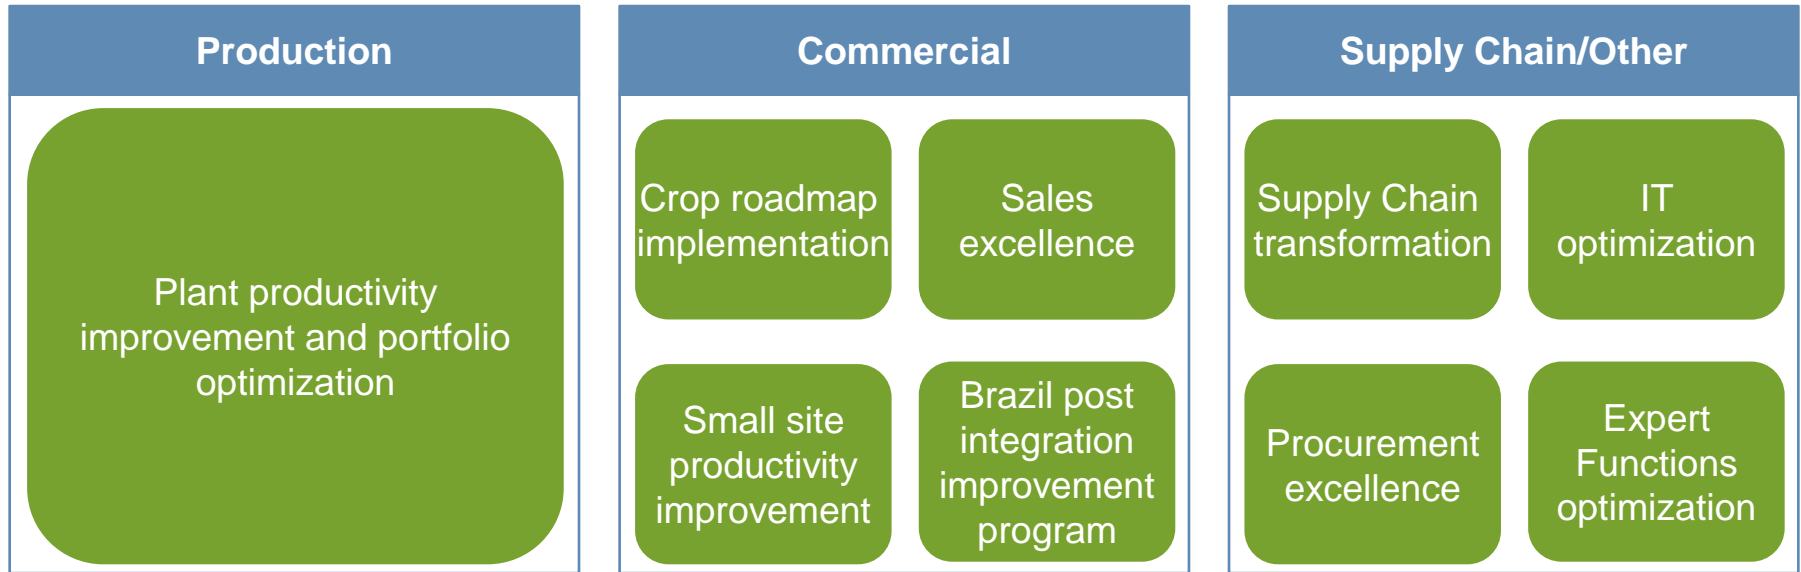 Production
Plant productivity
improvement and portfolio
optimization
Commercial
Crop roadmap
implementation
Sales
excellence
Small site
productivity
improvement
Brazil post
integration
improvement
program
Supply Chain/Other
Supply Chain
transformation
IT
optimization
Procurement
excellence
Expert
Functions
optimization